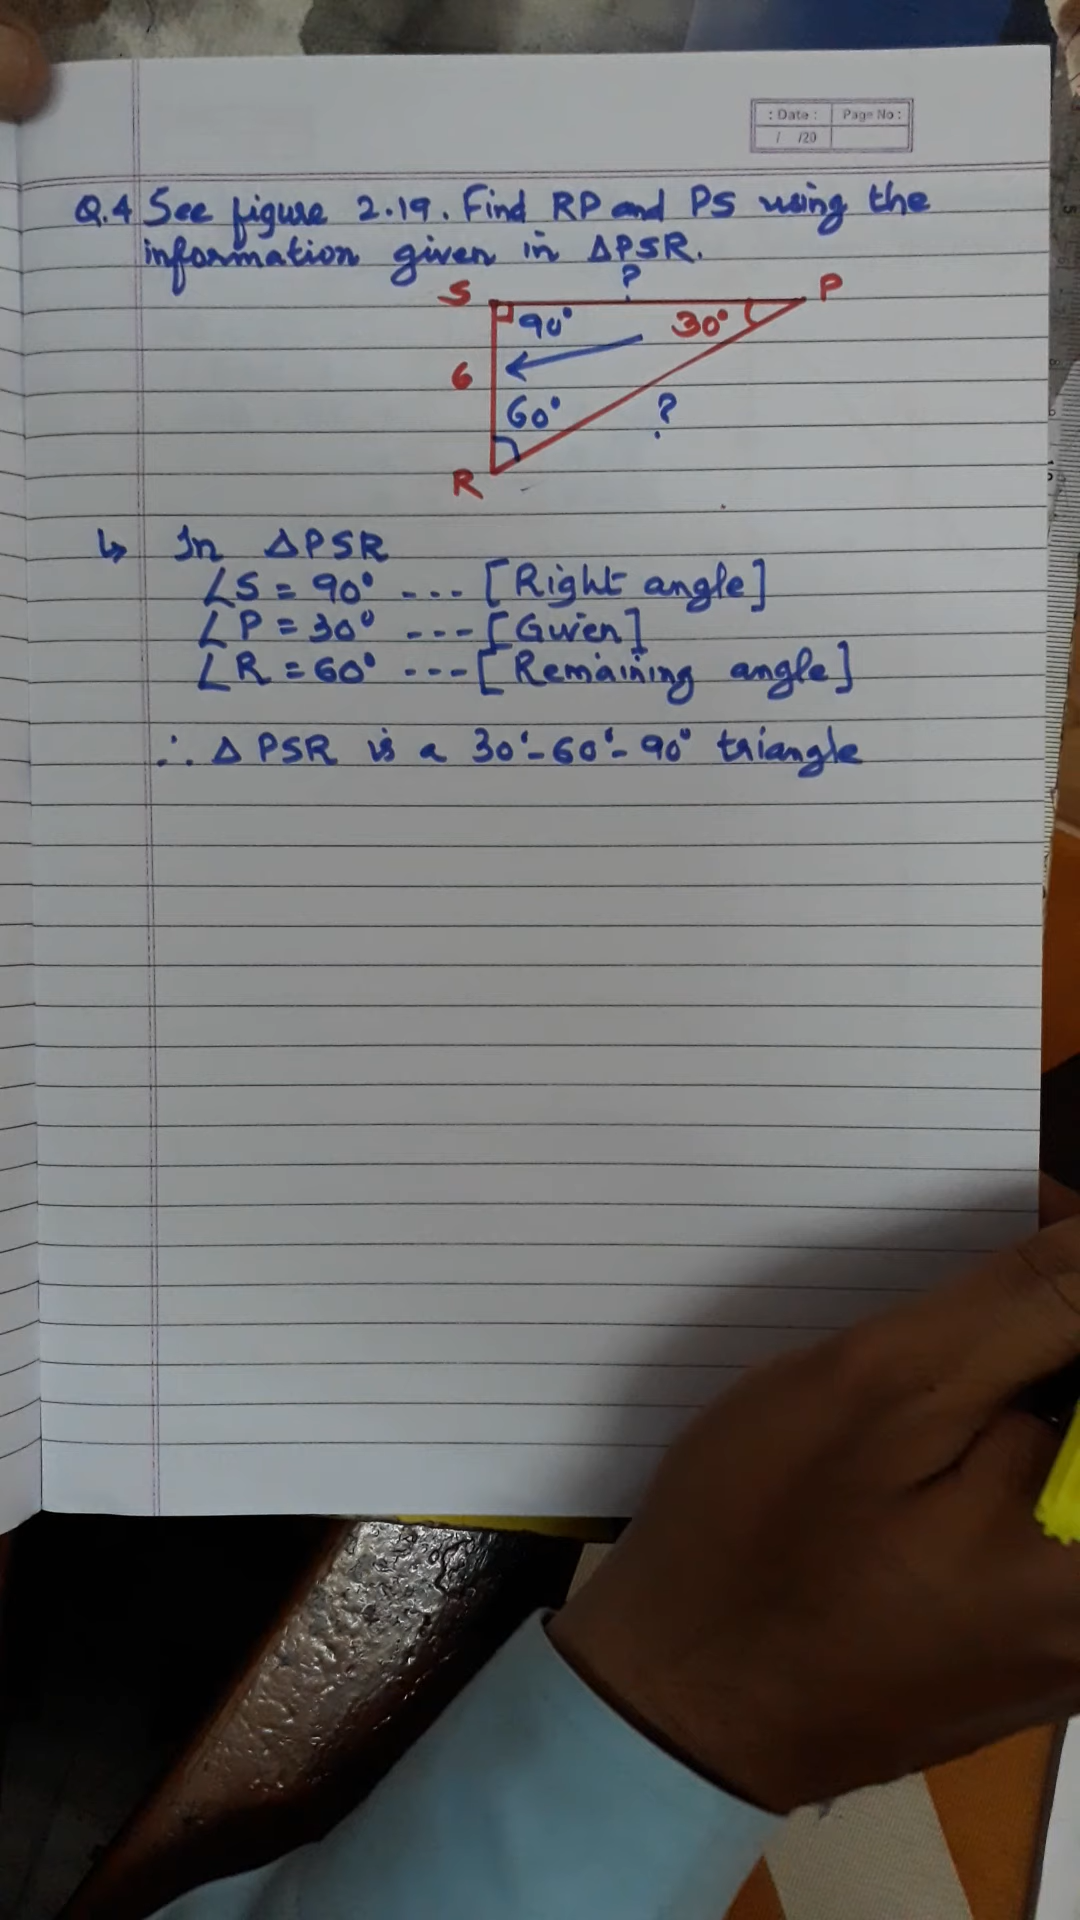 : Date :
Page No :
/ /20
Q.4 See figure 2.19. Find RP and PS using the
information given in ΔPSR.
S
?
P
90°
30°
6
60°
?
R
↳ In ΔPSR
∠S = 90° --- [Right angle]
∠P = 30° --- [Given]
∠R = 60° --- [Remaining angle]
∴ Δ PSR is a 30°-60°-90° triangle